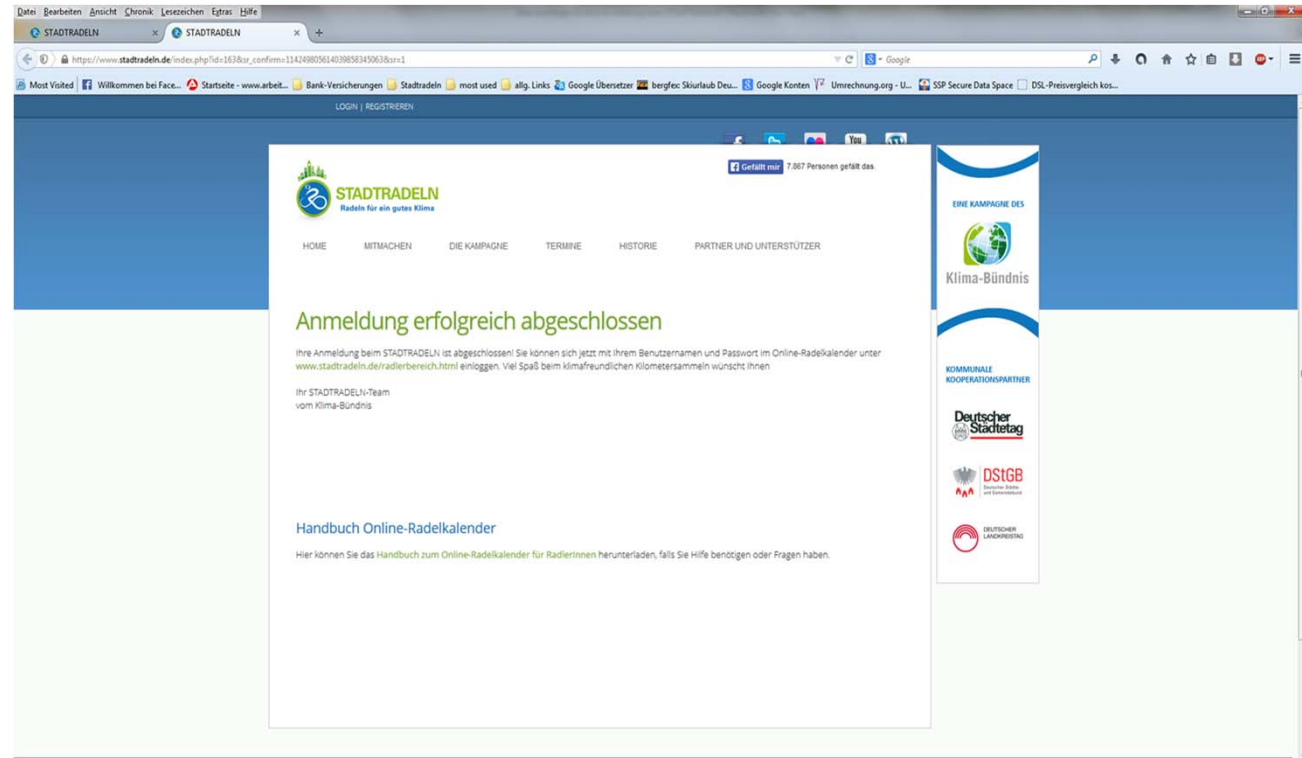 Datei Bearbeiten Ansicht Chronik Lesezeichen Extras Hilfe
STADTRADELN × STADTRADELN × +
https://www.stadtradeln.de/index.php?id=163&sr_confirm=1142498056140398583450638&sr=1 Google
Most Visited Willkommen bei Face... Startseite - www.arbeit... Bank-Versicherungen Stadtradeln most used allg. Links Google Übersetzer bergfex: Skiurlaub Deu... Google Konten Umrechnung.org - U... SSP Secure Data Space DSL-Preisvergleich kos...
LOGIN | REGISTRIEREN
You
Gefällt mir 7.867 Personen gefällt das.
STADTRADELN
Radeln für ein gutes Klima
HOME MITMACHEN DIE KAMPAGNE TERMINE HISTORIE PARTNER UND UNTERSTÜTZER
Anmeldung erfolgreich abgeschlossen
Ihre Anmeldung beim STADTRADELN ist abgeschlossen! Sie können sich jetzt mit Ihrem Benutzernamen und Passwort im Online-Radelkalender unter
www.stadtradeln.de/radlerbereich.html einloggen. Viel Spaß beim klimafreundlichen Kilometersammeln wünscht Ihnen
Ihr STADTRADELN-Team
vom Klima-Bündnis
Handbuch Online-Radelkalender
Hier können Sie das Handbuch zum Online-Radelkalender für RadlerInnen herunterladen, falls Sie Hilfe benötigen oder Fragen haben.
EINE KAMPAGNE DES
Klima-Bündnis
KOMMUNALE
KOOPERATIONSPARTNER
Deutscher
Städtetag
DStGB
Deutscher Städte-
und Gemeindebund
DEUTSCHER
LANDKREISTAG